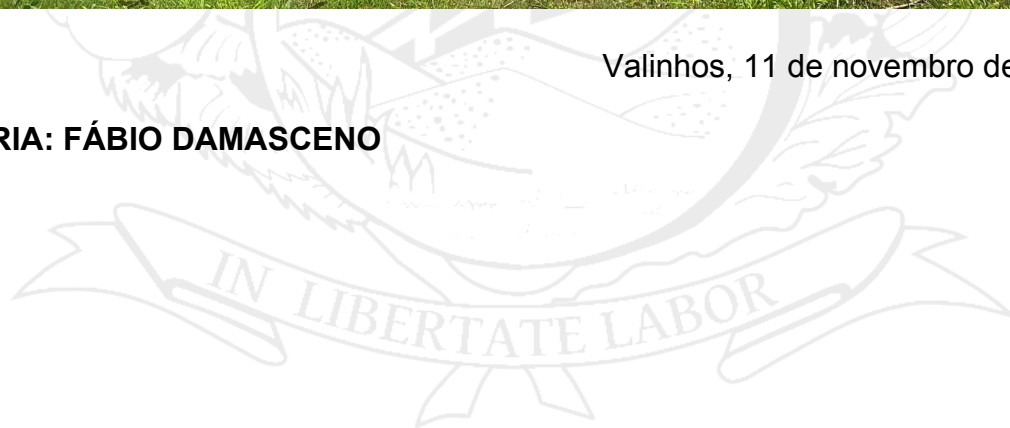 Valinhos, 11 de novembro de
RIA: FÁBIO DAMASCENO
IN LIBERTATE LABOR